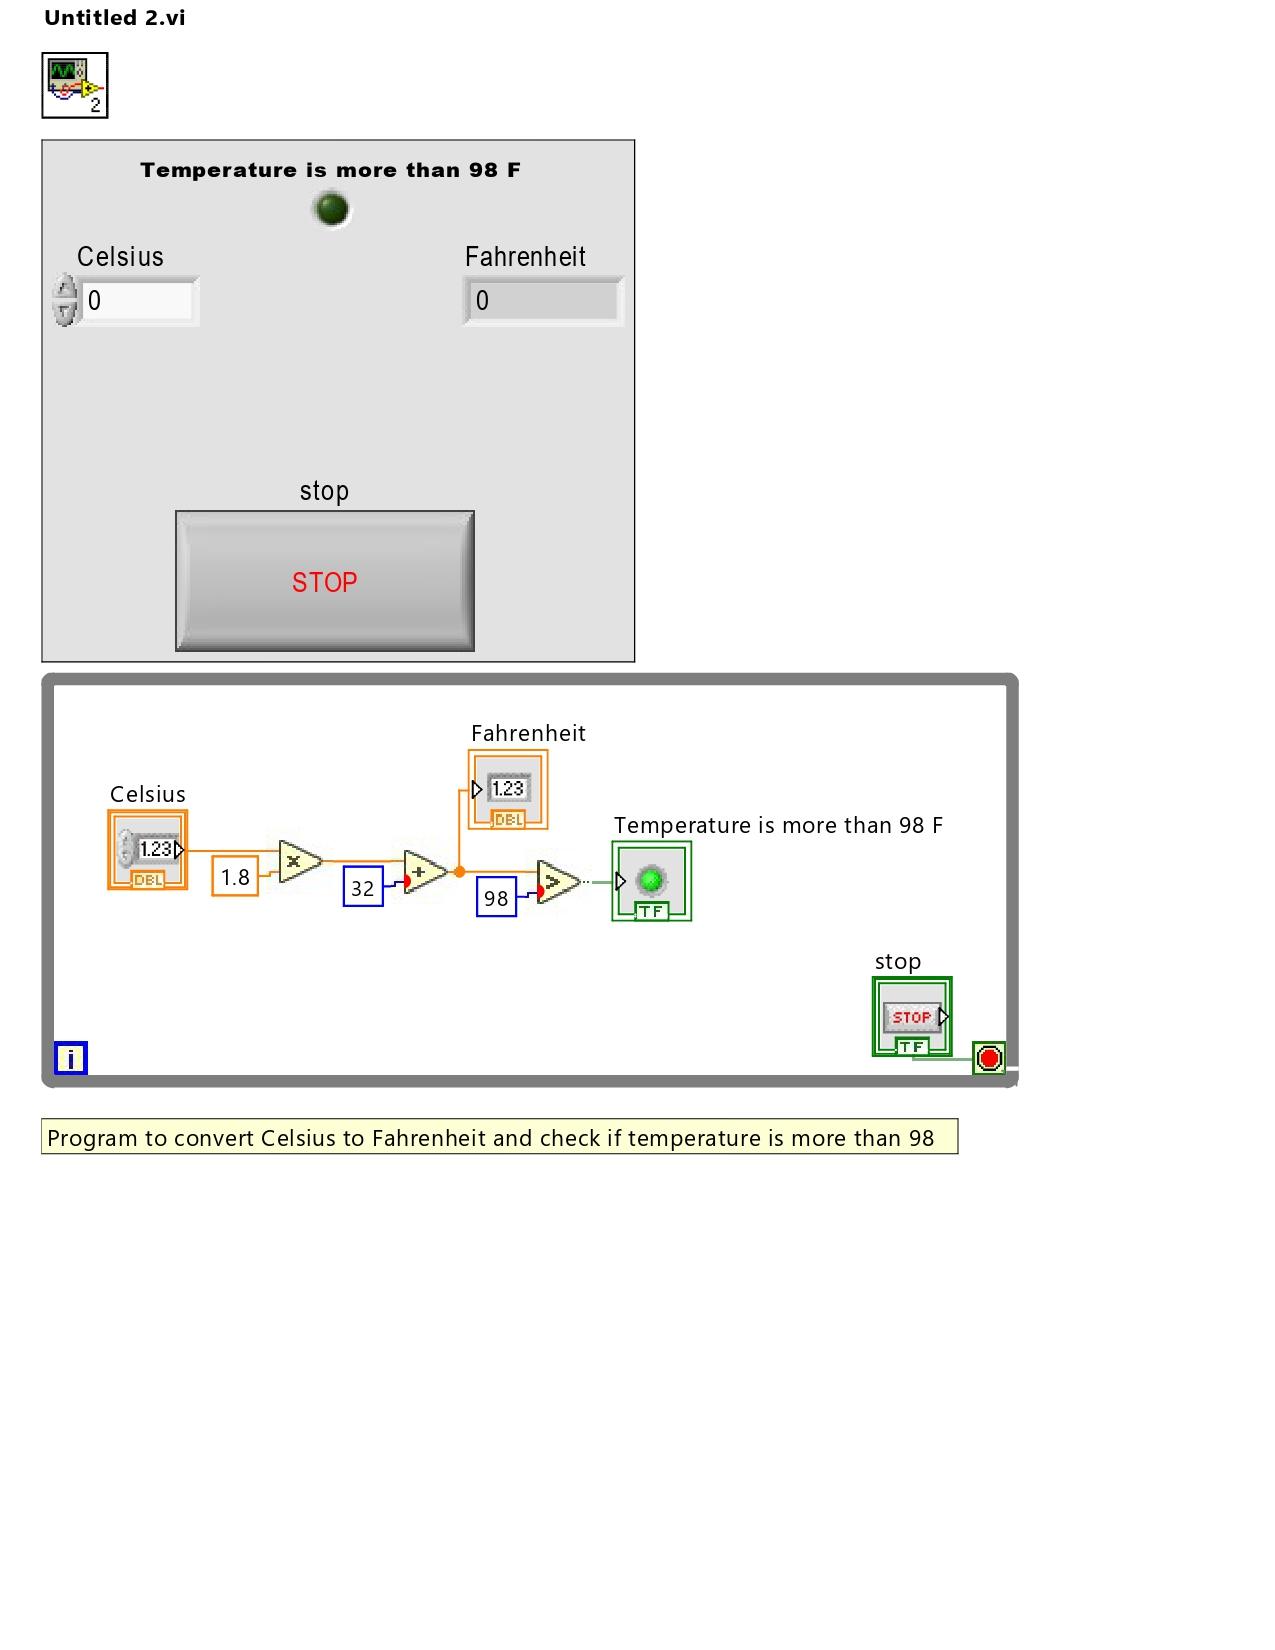 Untitled 2.vi
2
Temperature is more than 98 F
Celsius
Fahrenheit
0
0
stop
STOP
Fahrenheit
1.23
DBL
Celsius
1.23
DBL
1.8
x
32
+
98
>
Temperature is more than 98 F
TF
stop
STOP
TF
i
Program to convert Celsius to Fahrenheit and check if temperature is more than 98